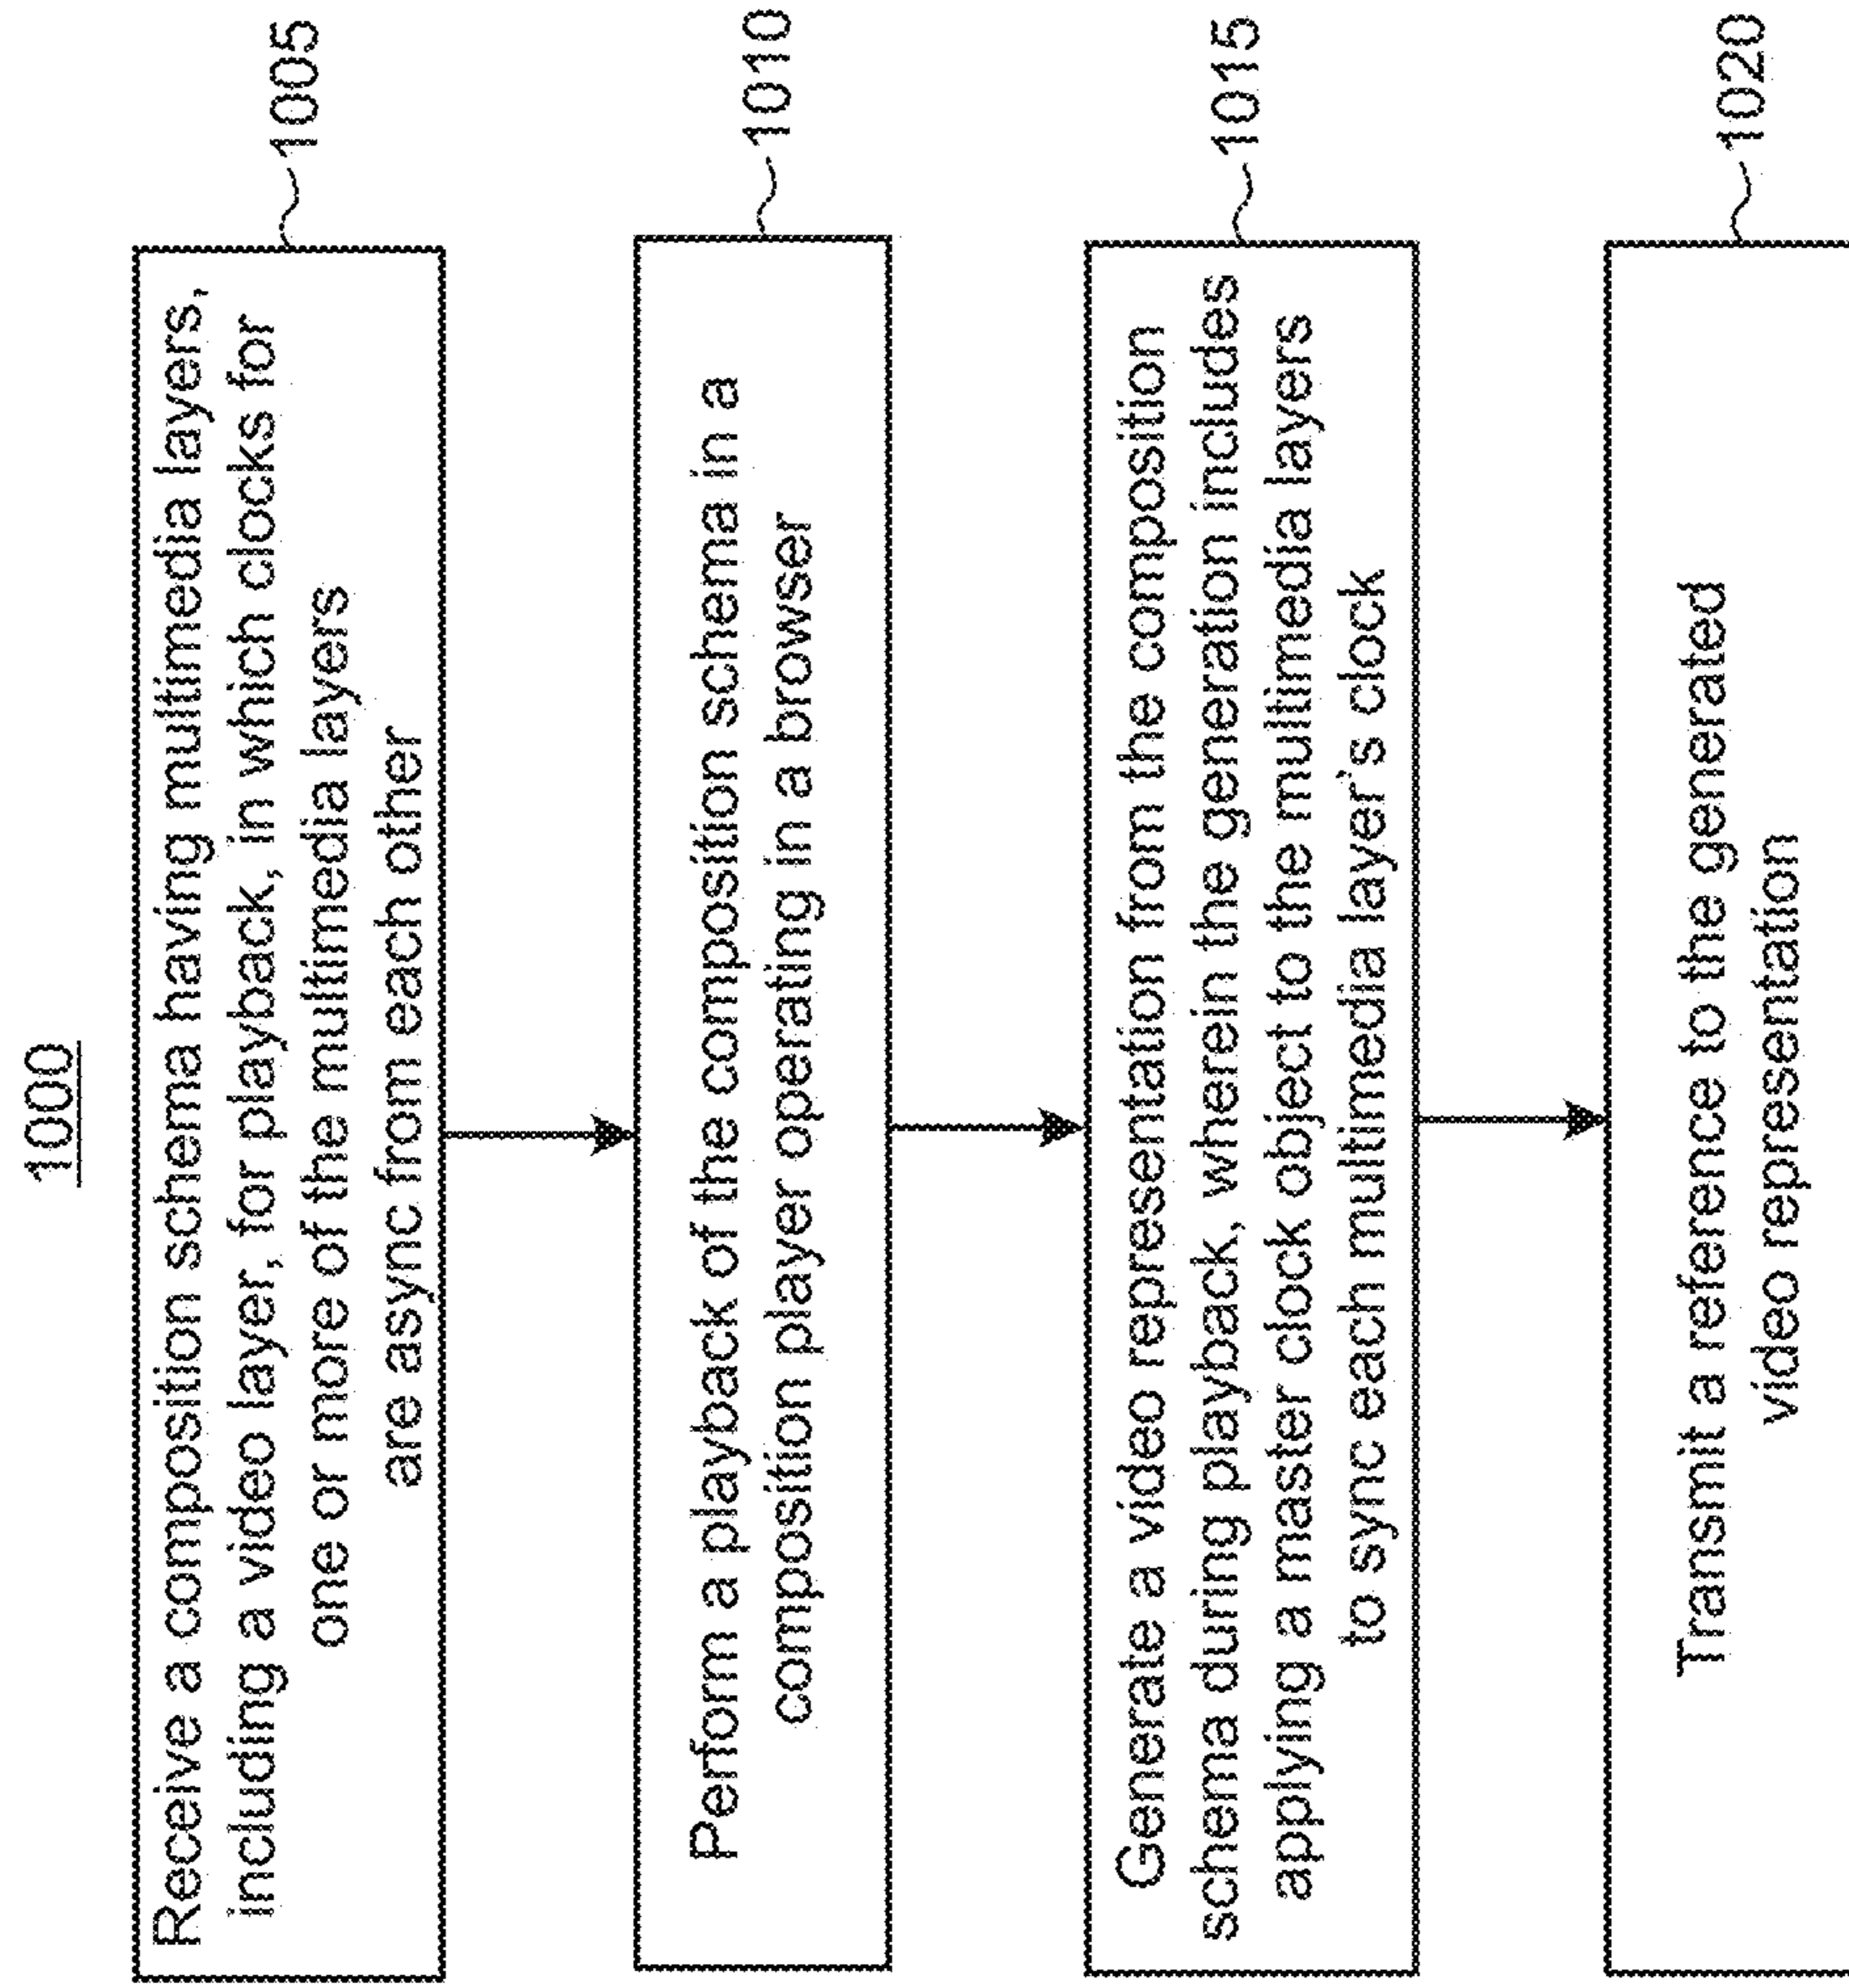 1000
Receive a composition schema having multimedia layers,
including a video layer, for playback, in which clocks for
one or more of the multimedia layers
are async from each other
1005
Perform a playback of the composition schema in a
composition player operating in a browser
1010
Generate a video representation from the composition
schema during playback, wherein the generation includes
applying a master clock object to the multimedia layers
to sync each multimedia layer's clock
1015
Transmit a reference to the generated
video representation
1020